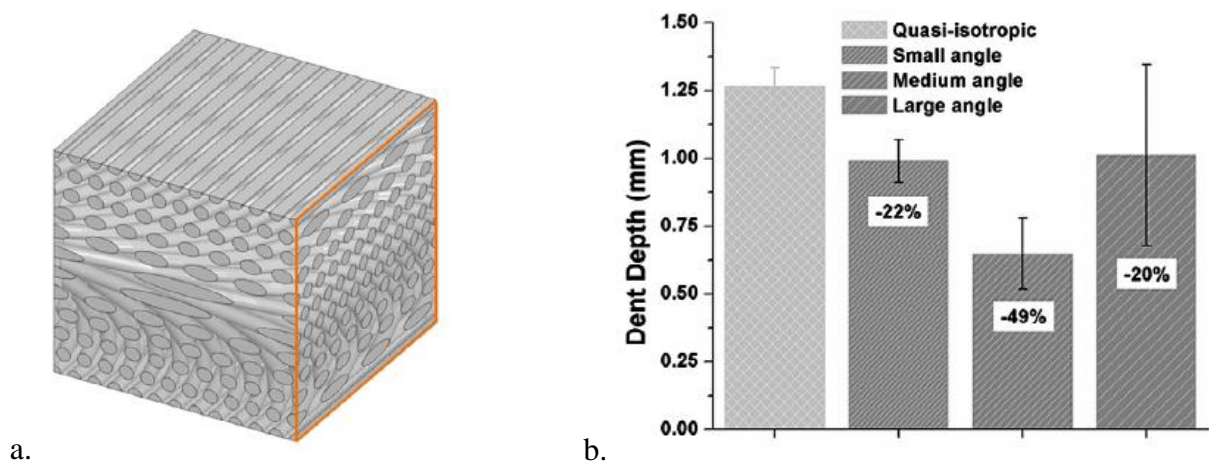 1.50
1.25
1.00
0.75
0.50
0.25
0.00
Dent Depth (mm)
Quasi-isotropic
Small angle
Medium angle
Large angle
-22%
-49%
-20%
a.
b.